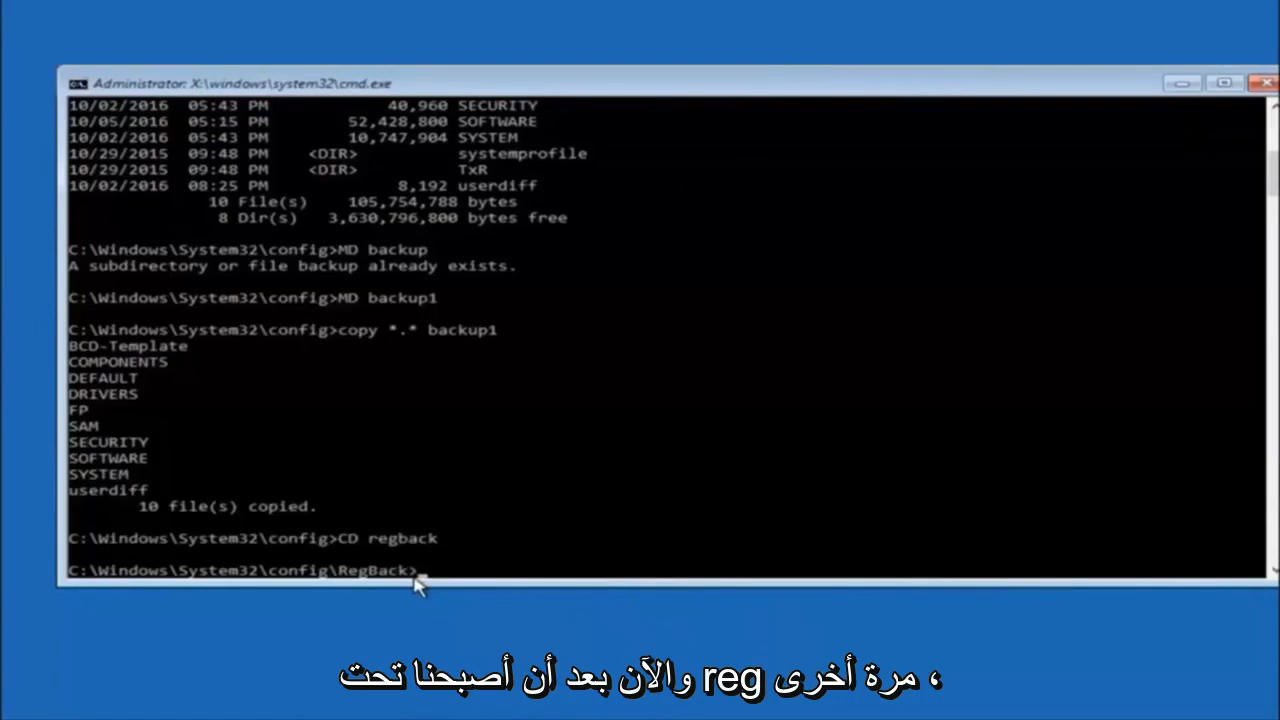 Administrator: X:\windows\system32\cmd.exe
10/02/2016 05:43 PM 40,960 SECURITY
10/05/2016 05:15 PM 52,428,800 SOFTWARE
10/02/2016 05:43 PM 10,747,904 SYSTEM
10/29/2015 09:48 PM <DIR> systemprofile
10/29/2015 09:48 PM <DIR> TxR
10/02/2016 08:25 PM 8,192 userdiff
10 File(s) 105,754,788 bytes
8 Dir(s) 3,630,796,800 bytes free
C:\Windows\System32\config>MD backup
A subdirectory or file backup already exists.
C:\Windows\System32\config>MD backup1
C:\Windows\System32\config>copy *.* backup1
BCD-Template
COMPONENTS
DEFAULT
DRIVERS
FP
SAM
SECURITY
SOFTWARE
SYSTEM
userdiff
10 file(s) copied.
C:\Windows\System32\config>CD regback
C:\Windows\System32\config\RegBack>_
والآن بعد أن أصبحنا تحت reg مرة أخرى ،